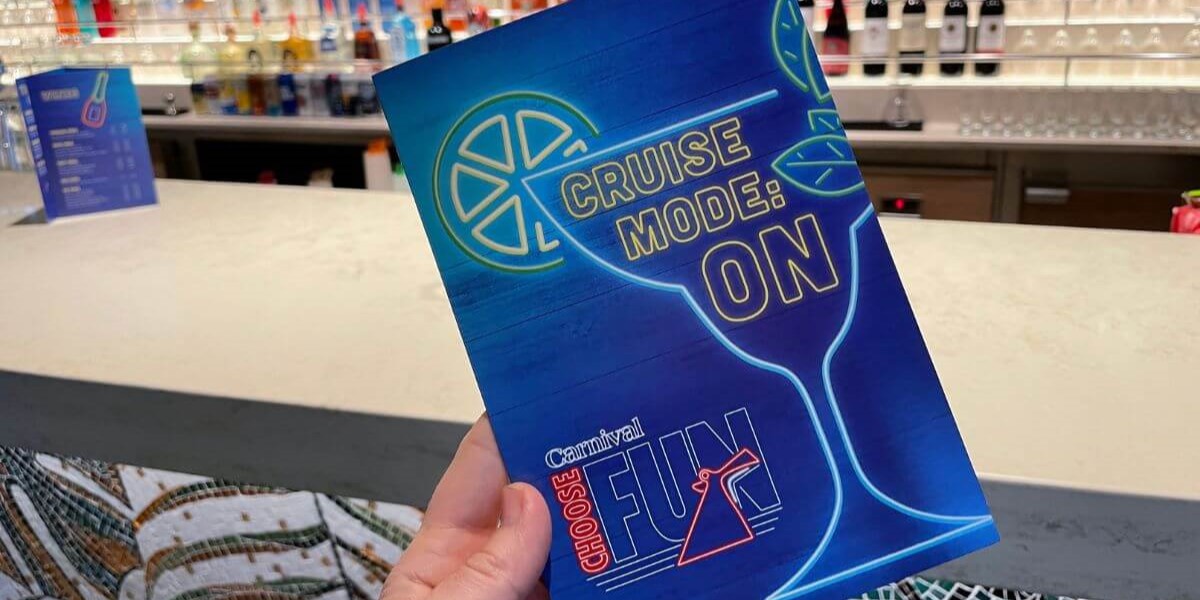 CRUISE
MODE:
ON
Carnival
CHOOSE
FUN